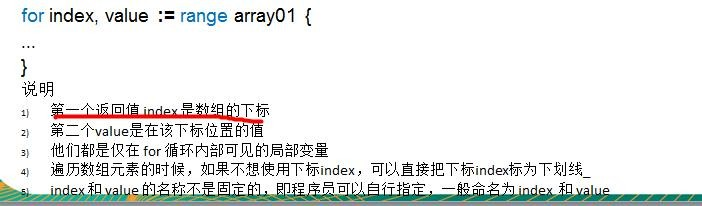 for index, value := range array01 {
...
}
说明
1) 第一个返回值 index是数组的下标
2) 第二个value是在该下标位置的值
3) 他们都是仅在 for 循环内部可见的局部变量
4) 遍历数组元素的时候，如果不想使用下标index，可以直接把下标index标为下划线_
5) index 和 value 的名称不是固定的，即程序员可以自行指定，一般命名为 index 和 value